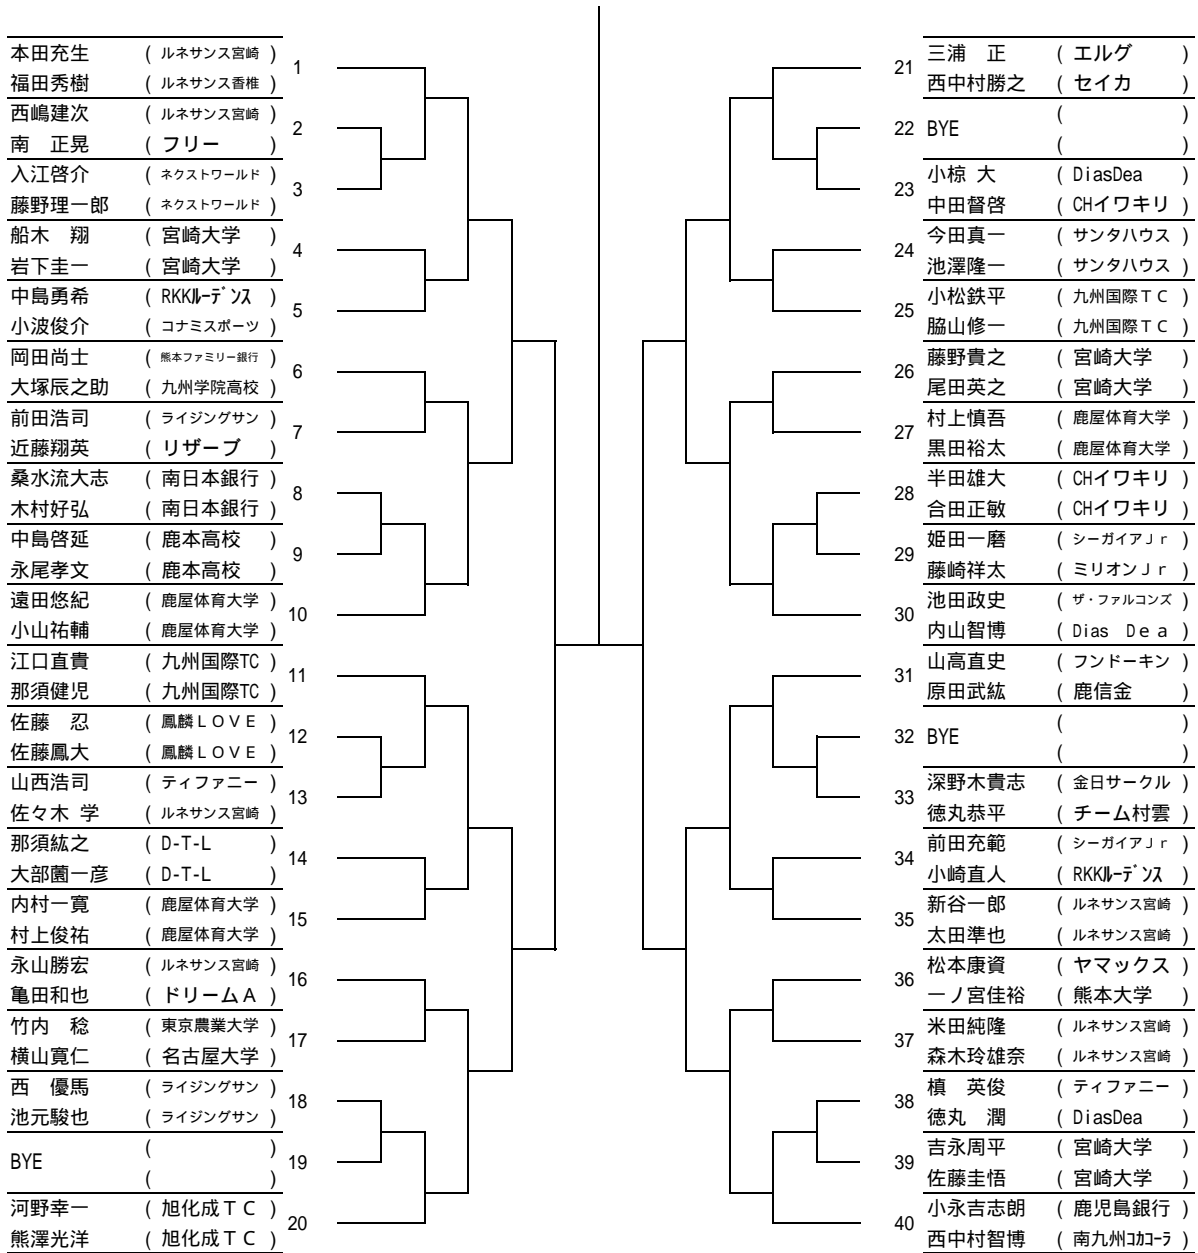 本田充生 ( ルネサンス宮崎 )
1
福田秀樹 ( ルネサンス香椎 )
西嶋建次 ( ルネサンス宮崎 )
2
南　正晃 ( フリー )
入江啓介 ( ネクストワールド )
3
藤野理一郎 ( ネクストワールド )
船木　翔 ( 宮崎大学 )
4
岩下圭一 ( 宮崎大学 )
中島勇希 ( RKKルーデンス )
5
小波俊介 ( コナミスポーツ )
岡田尚士 ( 熊本ファミリー銀行 )
6
大塚辰之助 ( 九州学院高校 )
前田浩司 ( ライジングサン )
7
近藤翔英 ( リザーブ )
桑水流大志 ( 南日本銀行 )
8
木村好弘 ( 南日本銀行 )
中島啓延 ( 鹿本高校 )
9
永尾孝文 ( 鹿本高校 )
遠田悠紀 ( 鹿屋体育大学 )
10
小山祐輔 ( 鹿屋体育大学 )
江口直貴 ( 九州国際TC )
11
那須健児 ( 九州国際TC )
佐藤　忍 ( 鳳麟ＬＯＶＥ )
12
佐藤鳳大 ( 鳳麟ＬＯＶＥ )
山西浩司 ( ティファニー )
13
佐々木 学 ( ルネサンス宮崎 )
那須紘之 ( D-T-L )
14
大部薗一彦 ( D-T-L )
内村一寛 ( 鹿屋体育大学 )
15
村上俊祐 ( 鹿屋体育大学 )
永山勝宏 ( ルネサンス宮崎 )
16
亀田和也 ( ドリームＡ )
竹内　稔 ( 東京農業大学 )
17
横山寛仁 ( 名古屋大学 )
西　優馬 ( ライジングサン )
18
池元駿也 ( ライジングサン )
( )
BYE 19
( )
河野幸一 ( 旭化成ＴＣ )
20
熊澤光洋 ( 旭化成ＴＣ )
三浦　正 ( エルグ )
21
西中村勝之 ( セイカ )
( )
22 BYE
( )
小椋 大 ( DiasDea )
23
中田督啓 ( CHイワキリ )
今田真一 ( サンタハウス )
24
池澤隆一 ( サンタハウス )
小松鉄平 ( 九州国際ＴＣ )
25
脇山修一 ( 九州国際ＴＣ )
藤野貴之 ( 宮崎大学 )
26
尾田英之 ( 宮崎大学 )
村上慎吾 ( 鹿屋体育大学 )
27
黒田裕太 ( 鹿屋体育大学 )
半田雄大 ( CHイワキリ )
28
合田正敏 ( CHイワキリ )
姫田一磨 ( シーガイアＪｒ )
29
藤崎祥太 ( ミリオンＪｒ )
池田政史 ( ザ・ファルコンズ )
30
内山智博 ( Dias Ｄｅａ )
山高直史 ( フンドーキン )
31
原田武紘 ( 鹿信金 )
( )
32 BYE
( )
深野木貴志 ( 金日サークル )
33
徳丸恭平 ( チーム村雲 )
前田充範 ( シーガイアＪｒ )
34
小崎直人 ( RKKルーデンス )
新谷一郎 ( ルネサンス宮崎 )
35
太田準也 ( ルネサンス宮崎 )
松本康資 ( ヤマックス )
36
一ノ宮佳裕 ( 熊本大学 )
米田純隆 ( ルネサンス宮崎 )
37
森木玲雄奈 ( ルネサンス宮崎 )
槙　英俊 ( ティファニー )
38
徳丸　潤 ( DiasDea )
吉永周平 ( 宮崎大学 )
39
佐藤圭悟 ( 宮崎大学 )
小永吉志朗 ( 鹿児島銀行 )
40
西中村智博 ( 南九州コカコーラ )